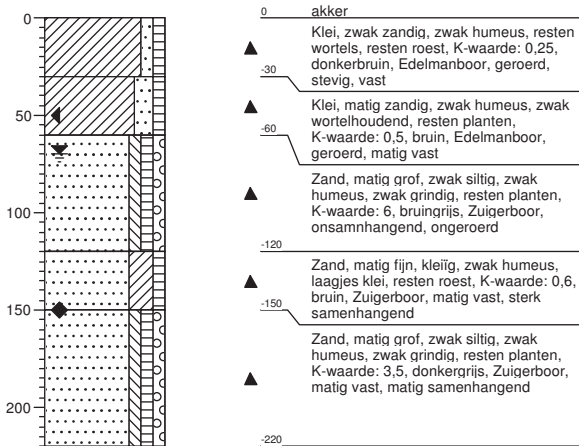 0
akker
0
Klei, zwak zandig, zwak humeus, resten
wortels, resten roest, K-waarde: 0,25,
donkerbruin, Edelmanboor, geroerd,
stevig, vast
-30
Klei, matig zandig, zwak humeus, zwak
wortelhoudend, resten planten,
K-waarde: 0,5, bruin, Edelmanboor,
geroerd, matig vast
50
-60
Zand, matig grof, zwak siltig, zwak
humeus, zwak grindig, resten planten,
K-waarde: 6, bruingrijs, Zuigerboor,
onsamnhangend, ongeroerd
100
-120
Zand, matig fijn, kleiïg, zwak humeus,
laagjes klei, resten roest, K-waarde: 0,6,
bruin, Zuigerboor, matig vast, sterk
samenhangend
150
-150
Zand, matig grof, zwak siltig, zwak
humeus, zwak grindig, resten planten,
K-waarde: 3,5, donkergrijs, Zuigerboor,
matig vast, matig samenhangend
200
-220